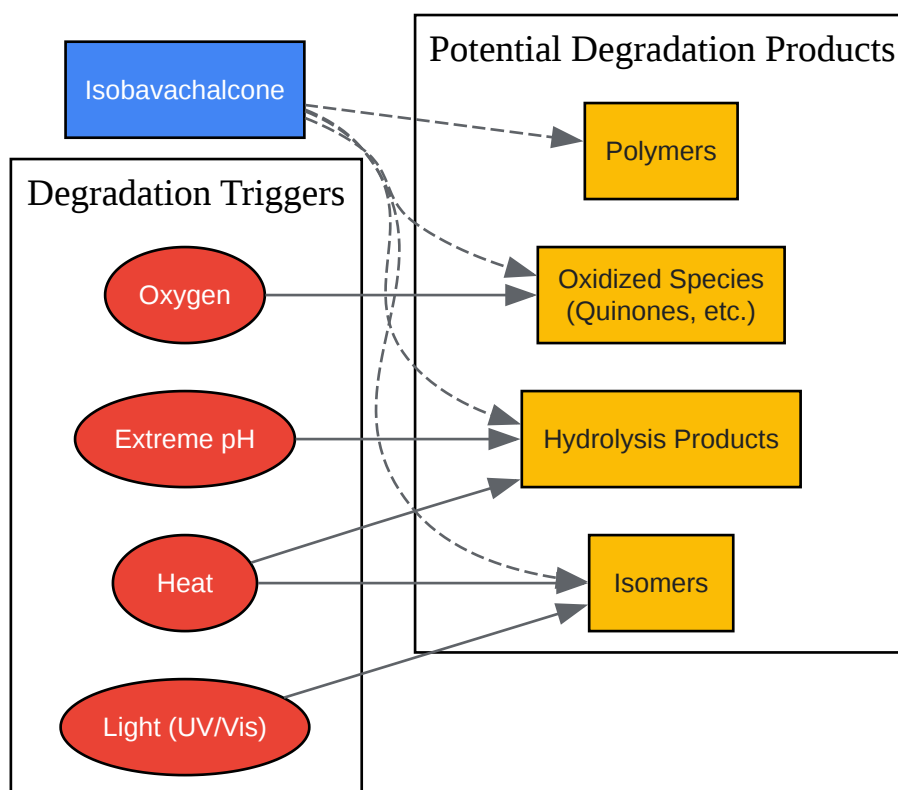 Isobavachalcone
Degradation Triggers
Oxygen
Extreme pH
Heat
Light (UV/Vis)
Potential Degradation Products
Polymers
Oxidized Species
(Quinones, etc.)
Hydrolysis Products
Isomers